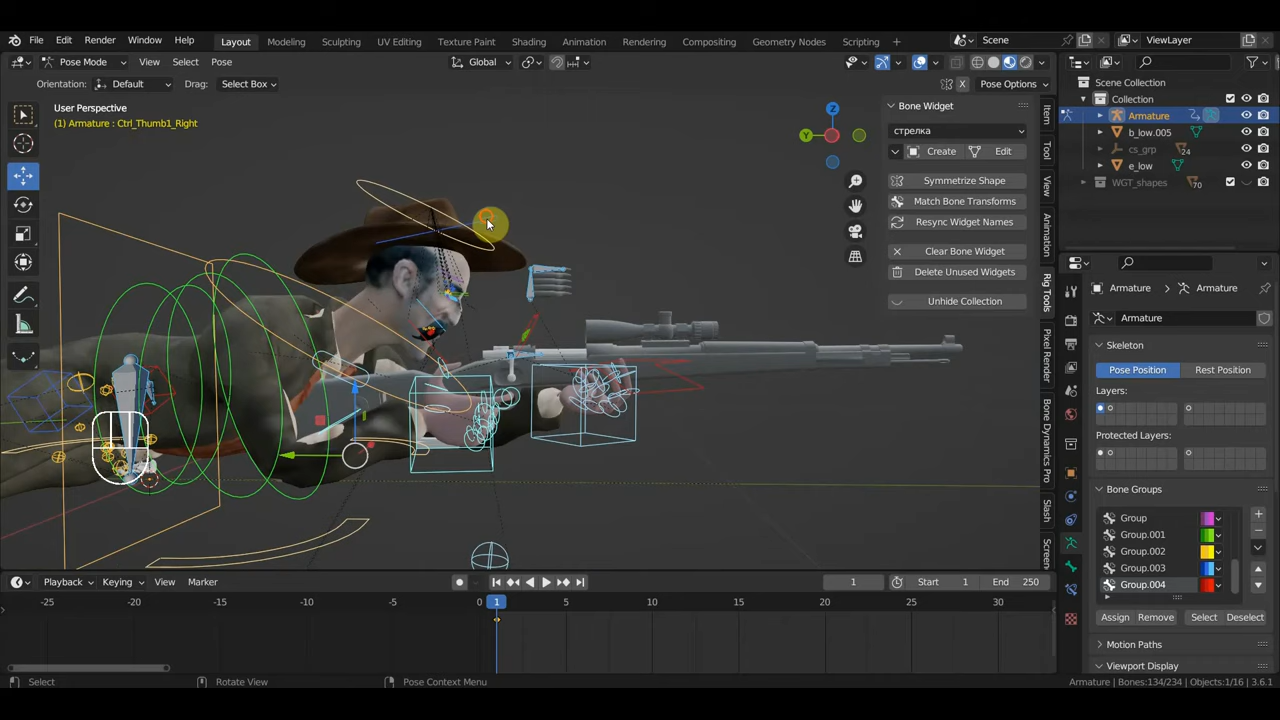 File Edit Render Window Help Layout Modeling Sculpting UV Editing Texture Paint Shading Animation Rendering Compositing Geometry Nodes Scripting + Scene ViewLayer
Pose Mode View Select Pose Global
Orientation: Default Drag: Select Box X Pose Options
User Perspective
(1) Armature : Ctrl_Thumb1_Right
Z
Y
Bone Widget
стрелка
Create Edit
Symmetrize Shape
Match Bone Transforms
Resync Widget Names
Clear Bone Widget
Delete Unused Widgets
Unhide Collection
Item
Tool
View
Animation
Rig Tools
Pixel Render
Bone Dynamics Pro
Slash
Screen
Scene Collection
Collection
Armature
b_low.005
cs_grp 24
e_low
WGT_shapes 70
Armature Armature
Armature
Skeleton
Pose Position Rest Position
Layers:
Protected Layers:
Bone Groups
Group
Group.001
Group.002
Group.003
Group.004
Assign Remove Select Deselect
Motion Paths
Viewport Display
Playback Keying View Marker 1 Start 1 End 250
-25 -20 -15 -10 -5 0 1 5 10 15 20 25 30
Select Rotate View Pose Context Menu Armature | Bones:134/234 | Objects:1/16 | 3.6.1